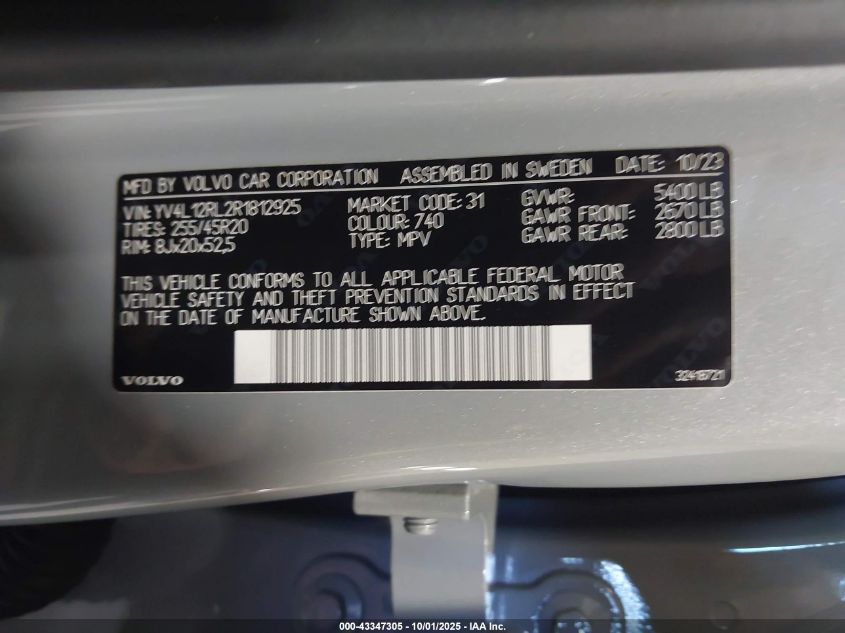 MFD BY VOLVO CAR CORPORATION ASSEMBLED IN SWEDEN DATE: 10/23
VIN: YV4L12RL2R1812925 MARKET CODE: 31 GVWR: 5400 LB
TIRES: 255/45R20 COLOUR: 740 GAWR FRONT: 2670 LB
RIM: 8Jx20x52,5 TYPE: MPV GAWR REAR: 2800 LB
THIS VEHICLE CONFORMS TO ALL APPLICABLE FEDERAL MOTOR
VEHICLE SAFETY AND THEFT PREVENTION STANDARDS IN EFFECT
ON THE DATE OF MANUFACTURE SHOWN ABOVE.
VOLVO 32418721
000-43347305 - 10/01/2025 - IAA Inc.